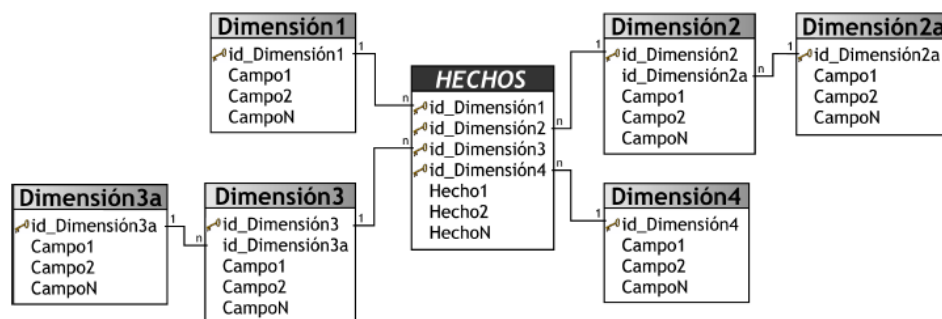 Dimensión1
id_Dimensión1
Campo1
Campo2
CampoN
HECHOS
id_Dimensión1
id_Dimensión2
id_Dimensión3
id_Dimensión4
Hecho1
Hecho2
HechoN
Dimensión2
id_Dimensión2
id_Dimensión2a
Campo1
Campo2
CampoN
Dimensión2a
id_Dimensión2a
Campo1
Campo2
CampoN
Dimensión3a
id_Dimensión3a
Campo1
Campo2
CampoN
Dimensión3
id_Dimensión3
id_Dimensión3a
Campo1
Campo2
CampoN
Dimensión4
id_Dimensión4
Campo1
Campo2
CampoN
1
n
1
n
1
n
1
n
1
n
1
n